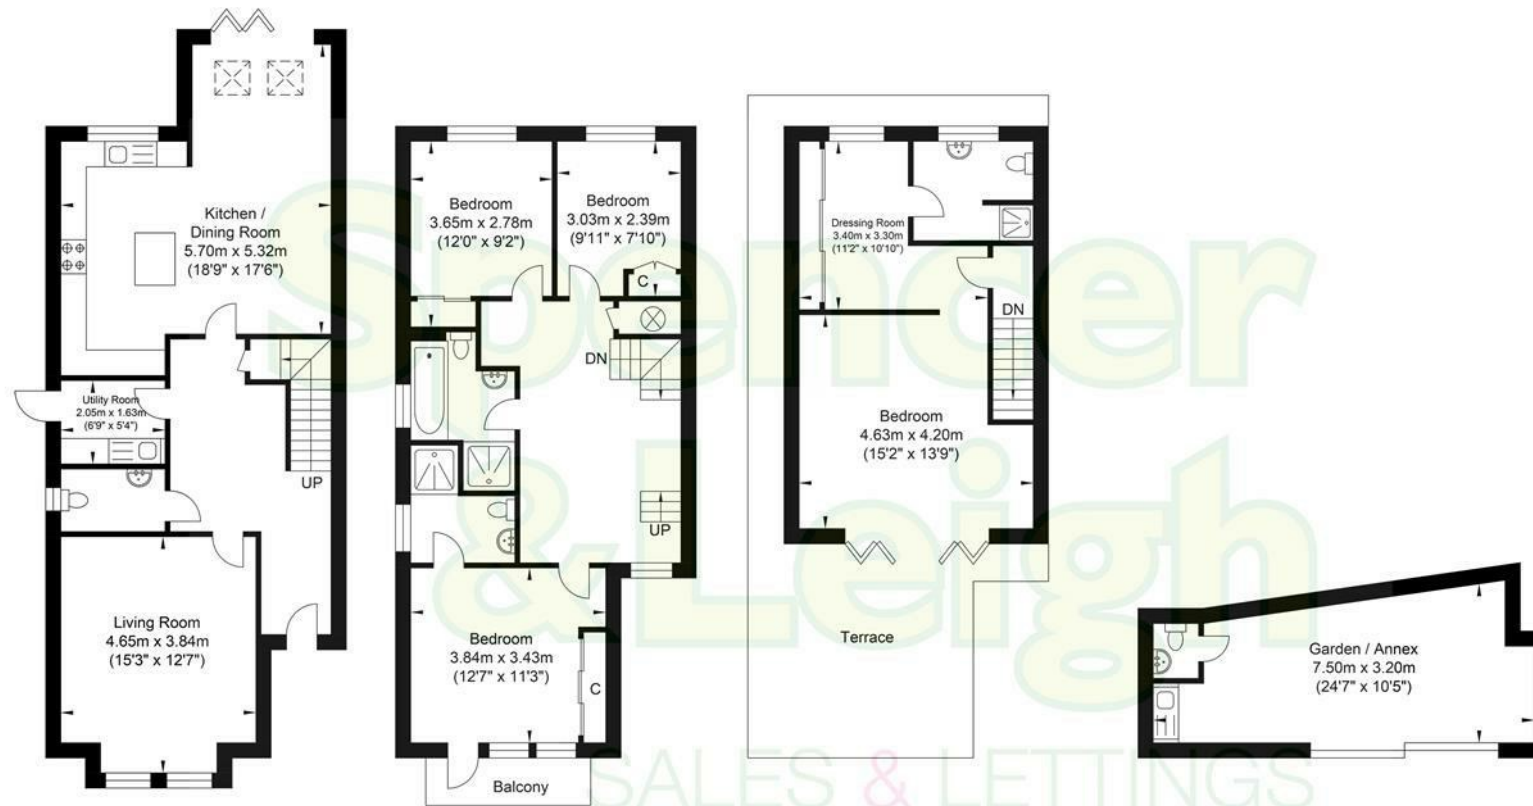 Kitchen /
Dining Room
5.70m x 5.32m
(18'9" x 17'6")
Utility Room
2.05m x 1.63m
(6'9" x 5'4")
UP
Living Room
4.65m x 3.84m
(15'3" x 12'7")
Bedroom
3.65m x 2.78m
(12'0" x 9'2")
Bedroom
3.03m x 2.39m
(9'11" x 7'10")
C
DN
UP
Bedroom
3.84m x 3.43m
(12'7" x 11'3")
C
Balcony
Dressing Room
3.40m x 3.30m
(11'2" x 10'10")
DN
Bedroom
4.63m x 4.20m
(15'2" x 13'9")
Terrace
Garden / Annex
7.50m x 3.20m
(24'7" x 10'5")
Spencer
& Leigh
SALES & LETTINGS